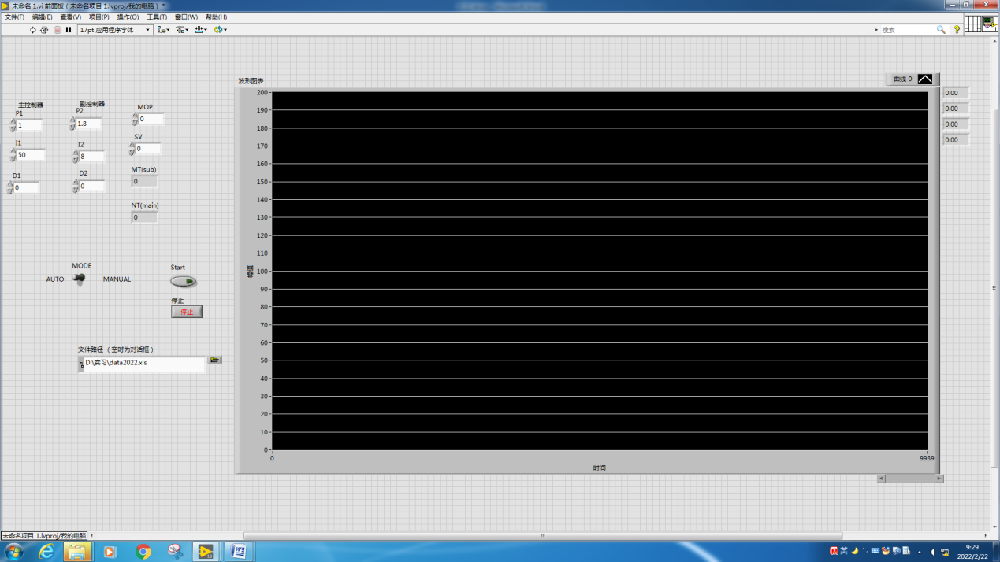 未命名 1.vi 前面板（未命名项目 1.lvproj/我的电脑） *
文件(F) 编辑(E) 查看(V) 项目(P) 操作(O) 工具(T) 窗口(W) 帮助(H)
17pt 应用程序字体
搜索
?
1
波形图表
曲线 0
主控制器
P1
1
I1
50
D1
0
副控制器
P2
1.8
I2
8
D2
0
MOP
0
SV
0
MT(sub)
0
NT(main)
0
MODE
AUTO
MANUAL
Start
停止
停止
文件路径（空时为对话框）
D:\实习\data2022.xls
200
190
180
170
160
150
140
130
120
110
100
90
80
70
60
50
40
30
20
10
0
0
9939
时间
0.00
0.00
0.00
0.00
未命名项目 1.lvproj/我的电脑
英
9:29
2022/2/22